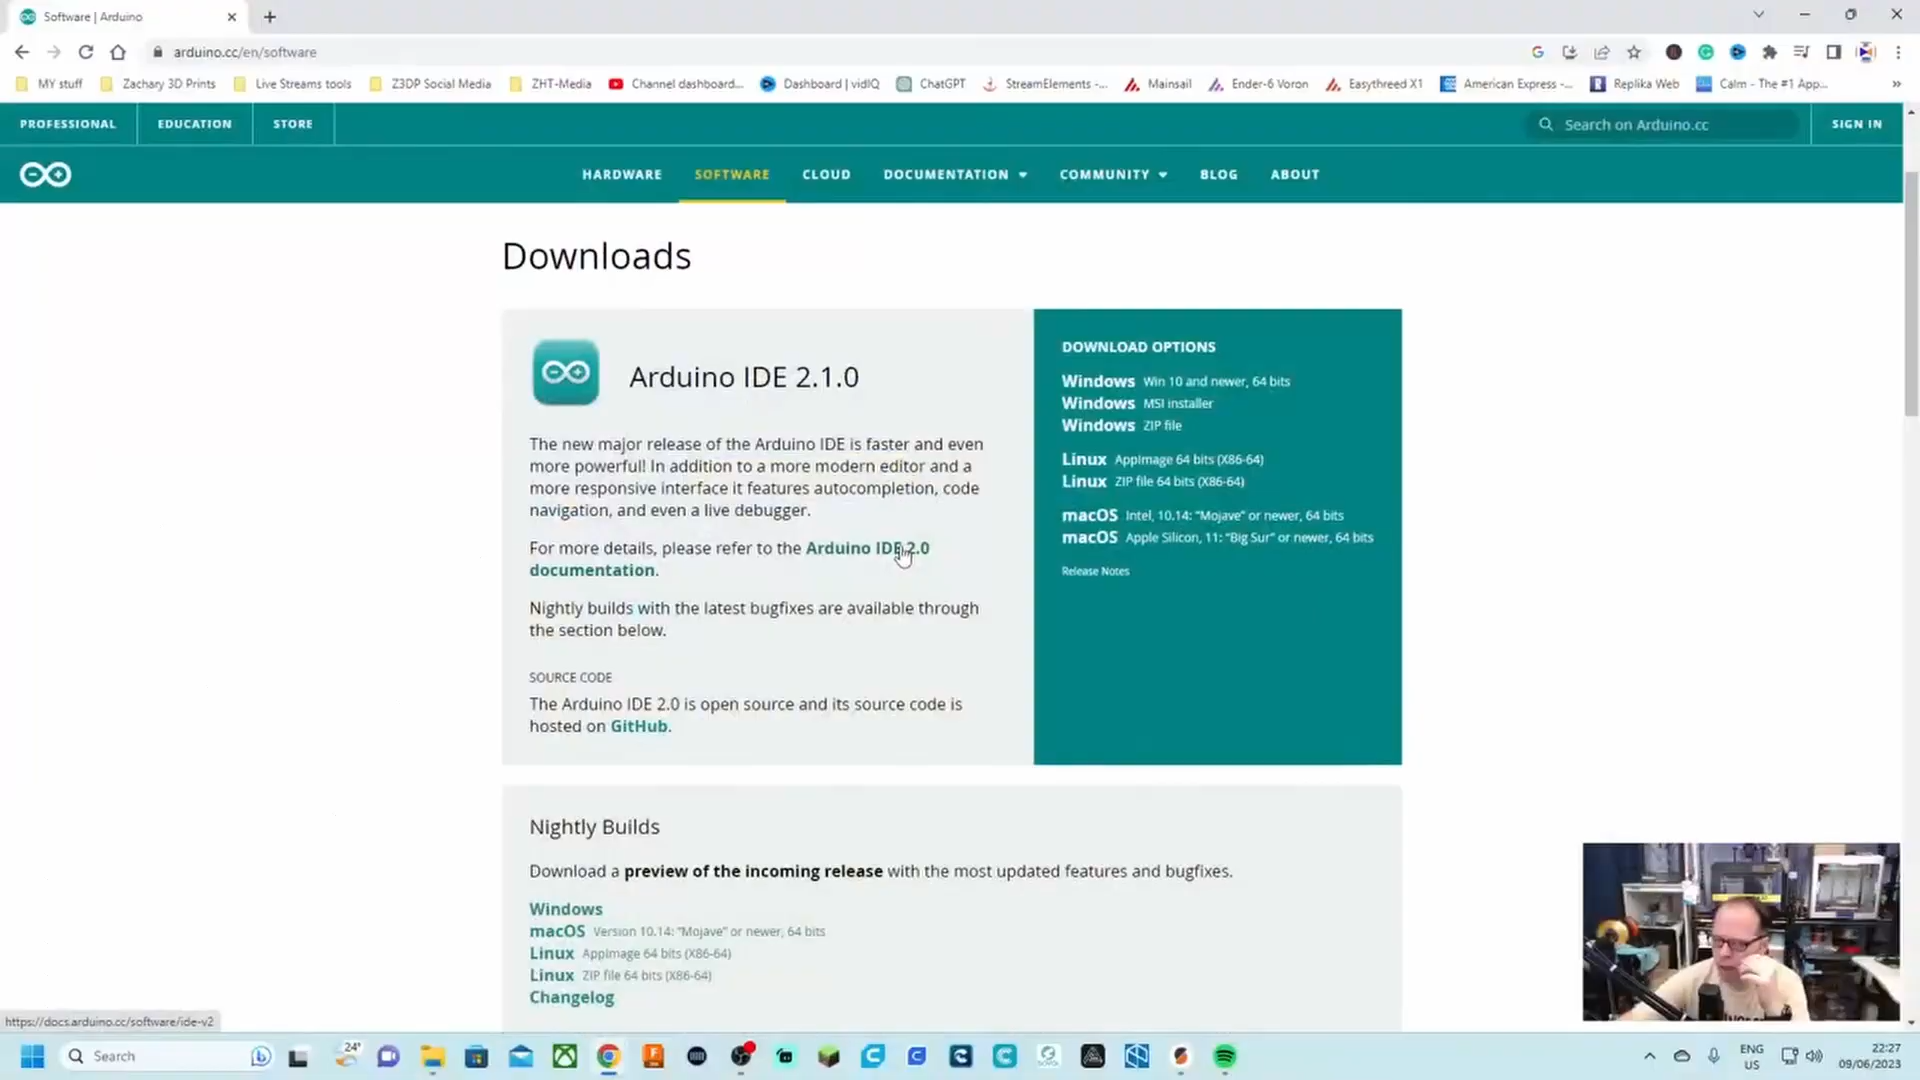 Software | Arduino
arduino.cc/en/software
MY stuff Zachary 3D Prints Live Streams tools Z3DP Social Media ZHT-Media Channel dashboard... Dashboard | vidIQ ChatGPT StreamElements -... Mainsail Ender-6 Voron Easythreed X1 American Express -... Replika Web Calm - The #1 App...
PROFESSIONAL EDUCATION STORE Search on Arduino.cc SIGN IN
HARDWARE SOFTWARE CLOUD DOCUMENTATION COMMUNITY BLOG ABOUT
Downloads
Arduino IDE 2.1.0
The new major release of the Arduino IDE is faster and even
more powerful! In addition to a more modern editor and a
more responsive interface it features autocompletion, code
navigation, and even a live debugger.
For more details, please refer to the Arduino IDE 2.0
documentation.
Nightly builds with the latest bugfixes are available through
the section below.
SOURCE CODE
The Arduino IDE 2.0 is open source and its source code is
hosted on GitHub.
DOWNLOAD OPTIONS
Windows Win 10 and newer, 64 bits
Windows MSI installer
Windows ZIP file
Linux AppImage 64 bits (X86-64)
Linux ZIP file 64 bits (X86-64)
macOS Intel, 10.14: "Mojave" or newer, 64 bits
macOS Apple Silicon, 11: "Big Sur" or newer, 64 bits
Release Notes
Nightly Builds
Download a preview of the incoming release with the most updated features and bugfixes.
Windows
macOS Version 10.14: "Mojave" or newer, 64 bits
Linux AppImage 64 bits (X86-64)
Linux ZIP file 64 bits (X86-64)
Changelog
https://docs.arduino.cc/software/ide-v2
Search 24° ENG 22:27
US 09/06/2023